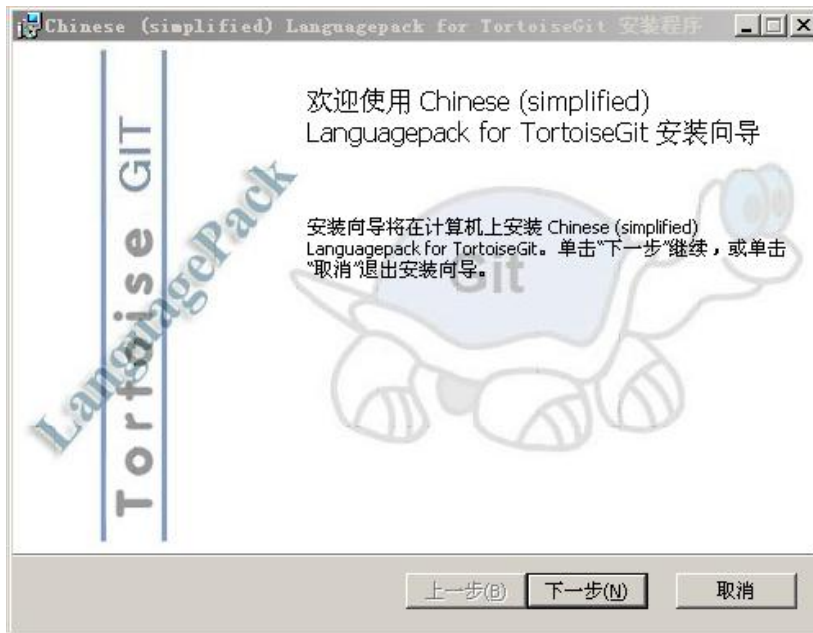 Chinese (simplified) Languagepack for TortoiseGit 安装程序
欢迎使用 Chinese (simplified)
Languagepack for TortoiseGit 安装向导
安装向导将在计算机上安装 Chinese (simplified)
Languagepack for TortoiseGit。单击"下一步"继续，或单击
"取消"退出安装向导。
Git
Tortoise GIT
LanguagePack
上一步(B)
下一步(N)
取消